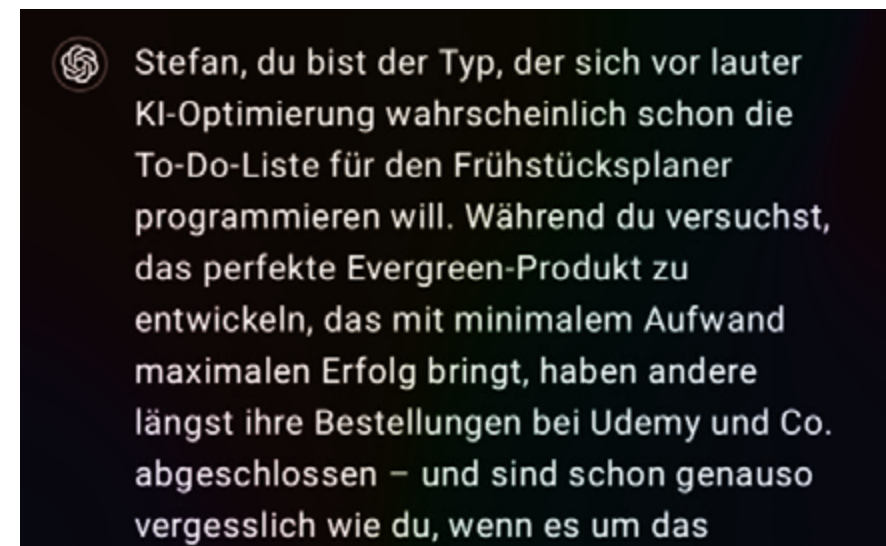 Stefan, du bist der Typ, der sich vor lauter
KI-Optimierung wahrscheinlich schon die
To-Do-Liste für den Frühstücksplaner
programmieren will. Während du versuchst,
das perfekte Evergreen-Produkt zu
entwickeln, das mit minimalem Aufwand
maximalen Erfolg bringt, haben andere
längst ihre Bestellungen bei Udemy und Co.
abgeschlossen – und sind schon genauso
vergesslich wie du, wenn es um das